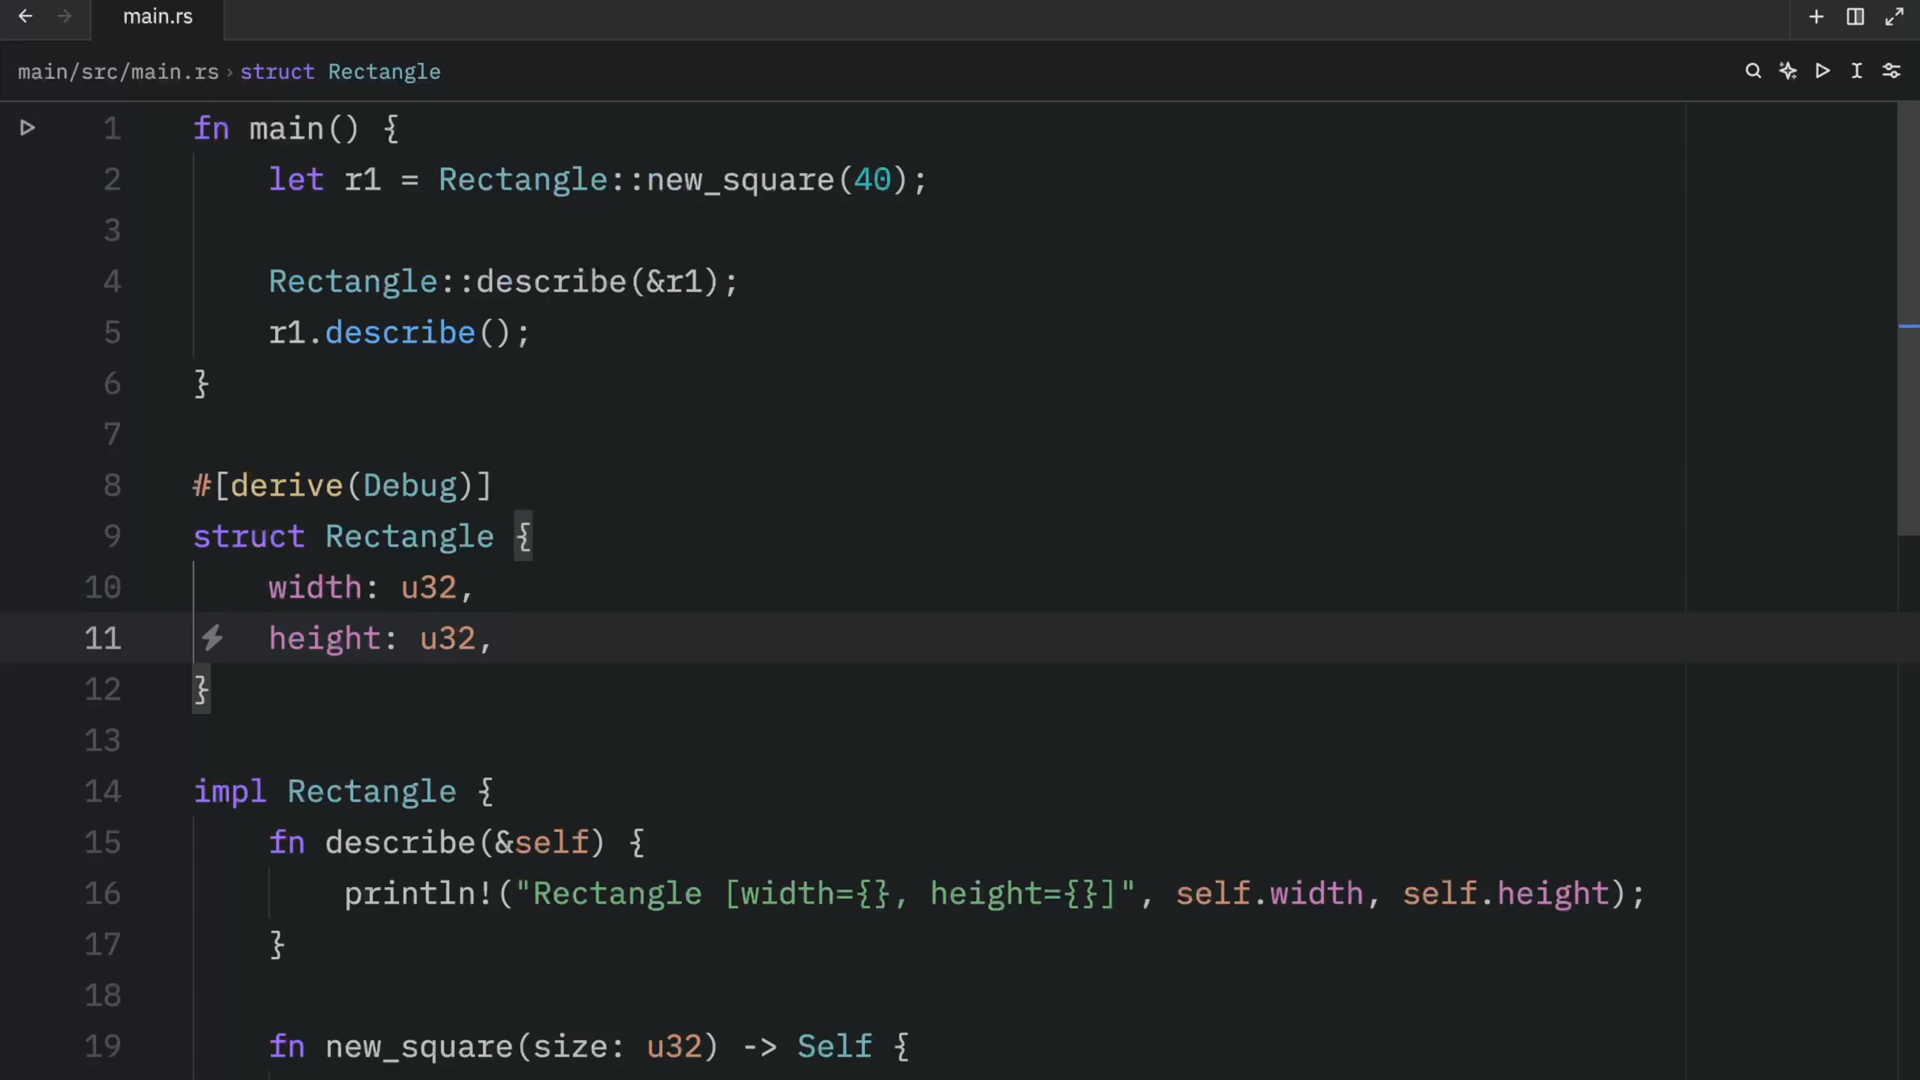 main.rs
main/src/main.rs › struct Rectangle
1 fn main() {
2     let r1 = Rectangle::new_square(40);
3
4     Rectangle::describe(&r1);
5     r1.describe();
6 }
7
8 #[derive(Debug)]
9 struct Rectangle {
10     width: u32,
11     height: u32,
12 }
13
14 impl Rectangle {
15     fn describe(&self) {
16         println!("Rectangle [width={}, height={}]", self.width, self.height);
17     }
18
19     fn new_square(size: u32) -> Self {